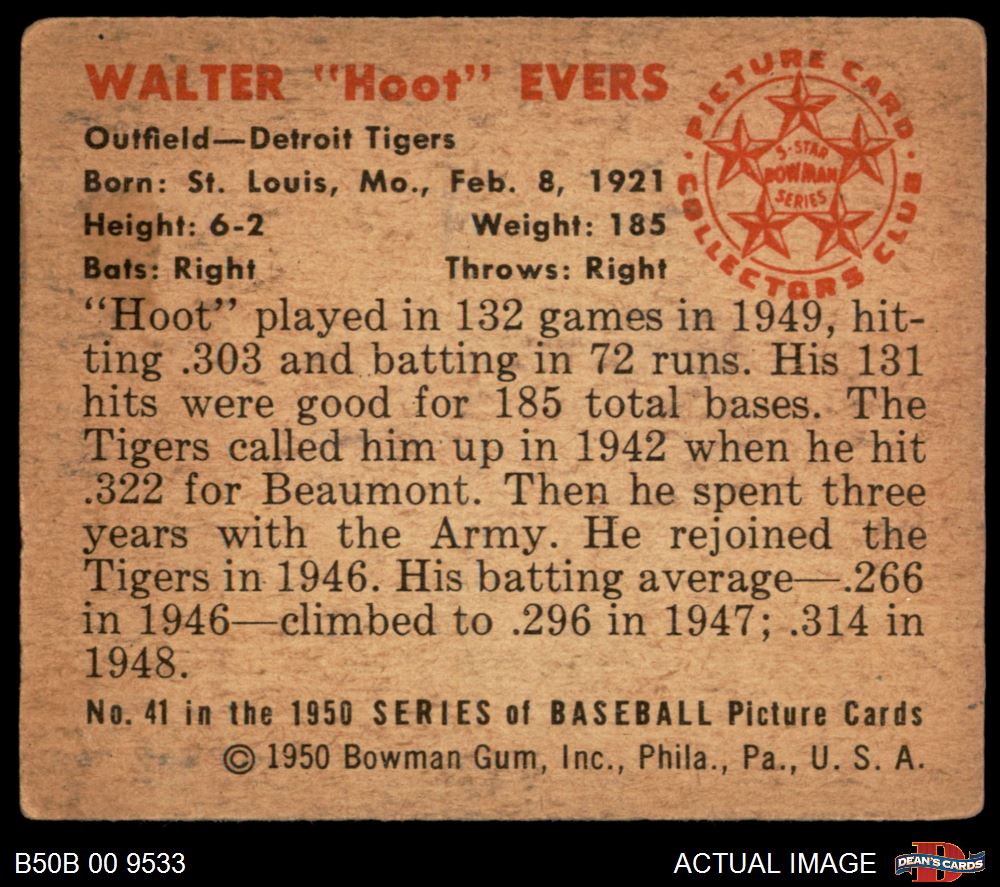 WALTER "Hoot" EVERS
Outfield—Detroit Tigers
Born: St. Louis, Mo., Feb. 8, 1921
Height: 6-2 Weight: 185
Bats: Right Throws: Right
PICTURE CARD COLLECTORS CLUB
5-STAR
BOWMAN
SERIES
"Hoot" played in 132 games in 1949, hit-
ting .303 and batting in 72 runs. His 131
hits were good for 185 total bases. The
Tigers called him up in 1942 when he hit
.322 for Beaumont. Then he spent three
years with the Army. He rejoined the
Tigers in 1946. His batting average—.266
in 1946—climbed to .296 in 1947; .314 in
1948.
No. 41 in the 1950 SERIES of BASEBALL Picture Cards
© 1950 Bowman Gum, Inc., Phila., Pa., U. S. A.
B50B 00 9533 ACTUAL IMAGE
D
DEAN'S CARDS